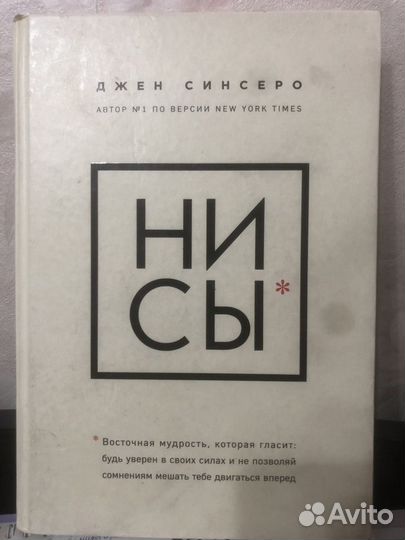 ДЖЕН СИНСЕРО
АВТОР №1 ПО ВЕРСИИ NEW YORK TIMES
НИ
СЫ*
* Восточная мудрость, которая гласит:
будь уверен в своих силах и не позволяй
сомнениям мешать тебе двигаться вперед
Avito